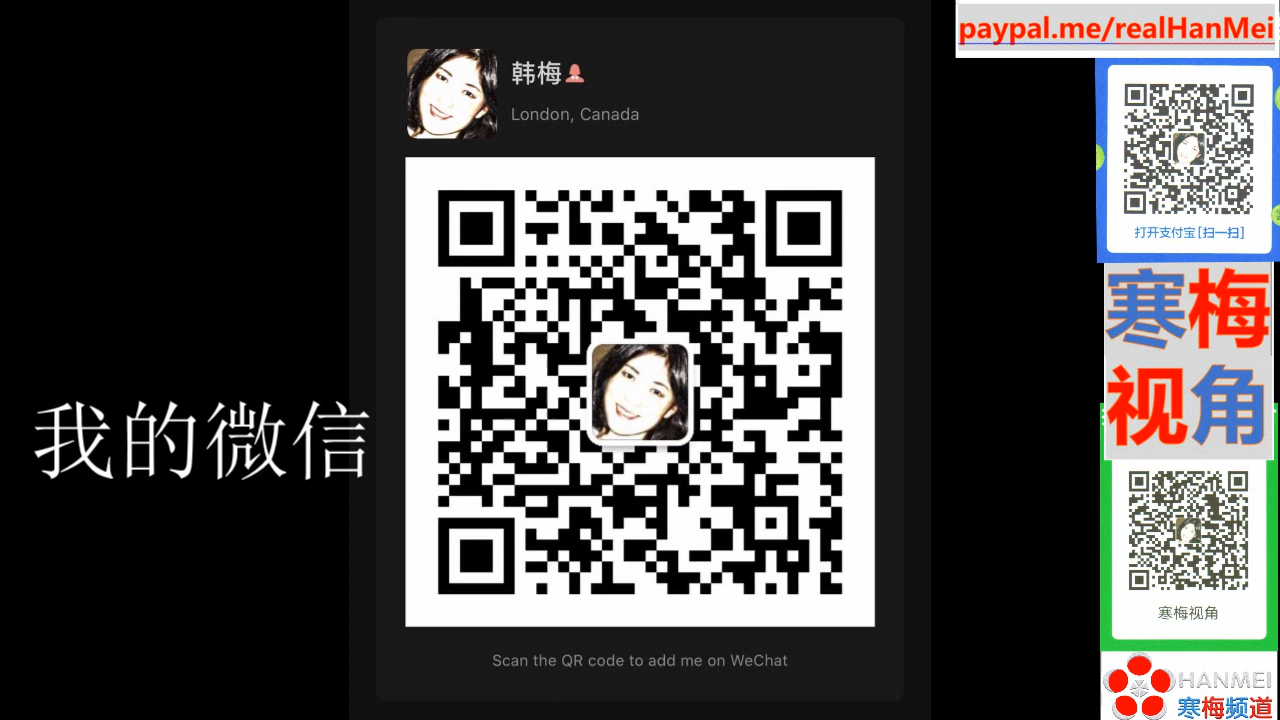 韩梅
London, Canada
我的微信
Scan the QR code to add me on WeChat
paypal.me/realHanMei
打开支付宝[扫一扫]
寒梅
视角
寒梅视角
HANMEI
寒梅频道